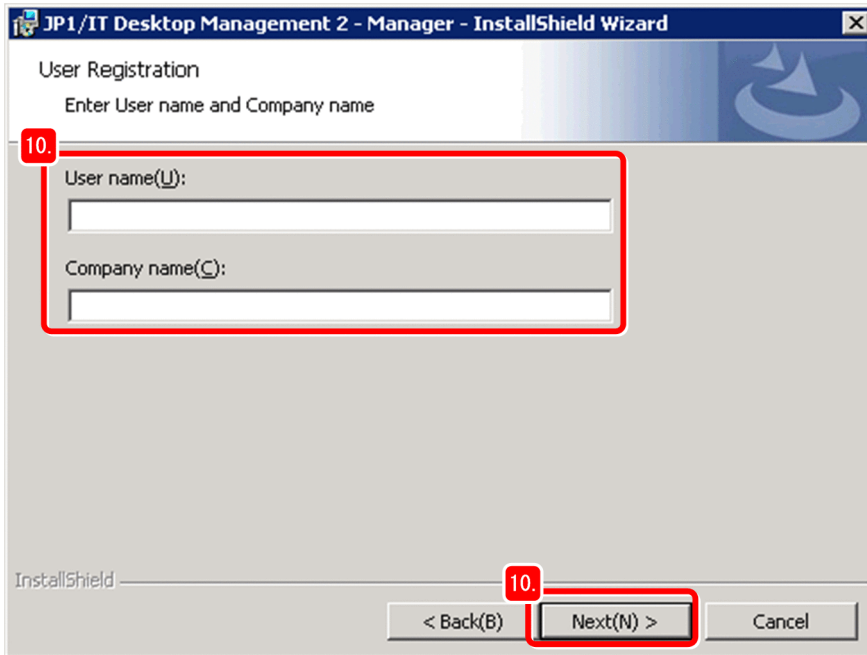 JP1/IT Desktop Management 2 - Manager - InstallShield Wizard
User Registration
Enter User name and Company name
10.
User name(U):
Company name(C):
InstallShield
10.
< Back(B)
Next(N) >
Cancel